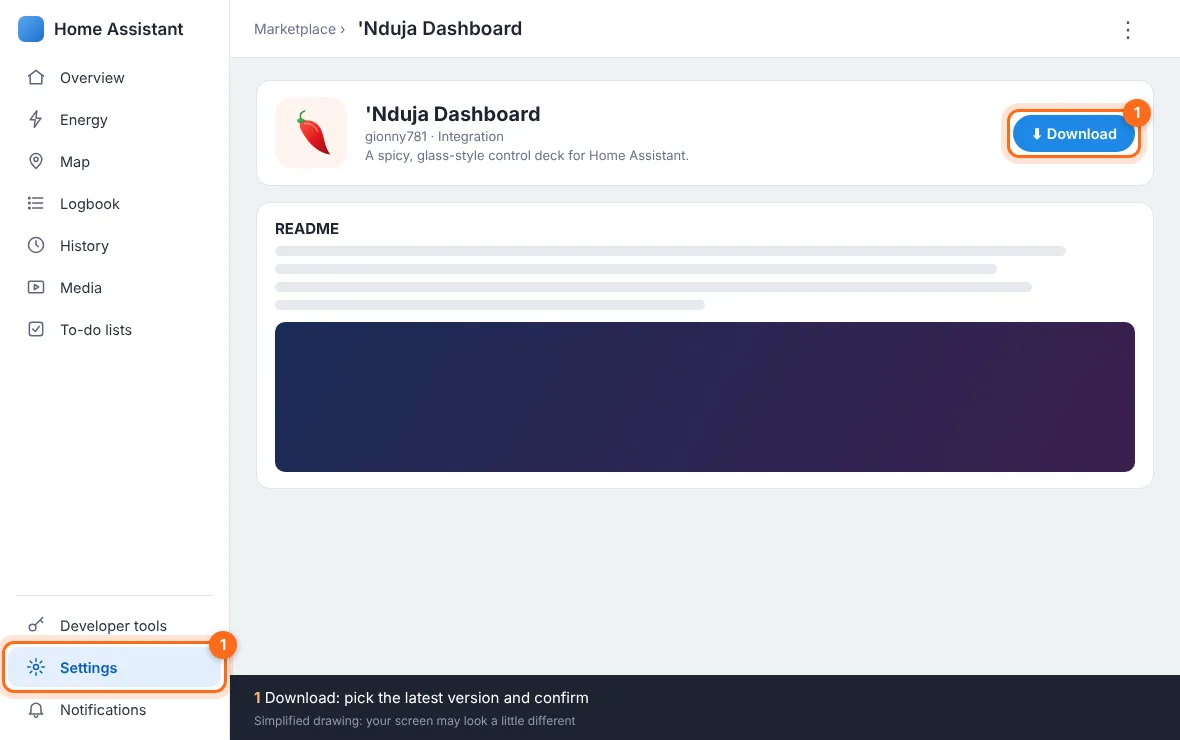 Home Assistant
Overview
Energy
Map
Logbook
History
Media
To-do lists
Developer tools
1
Settings
Notifications
Marketplace › 'Nduja Dashboard
'Nduja Dashboard
gionny781 · Integration
A spicy, glass-style control deck for Home Assistant.
1
⬇ Download
README
1 Download: pick the latest version and confirm
Simplified drawing: your screen may look a little different